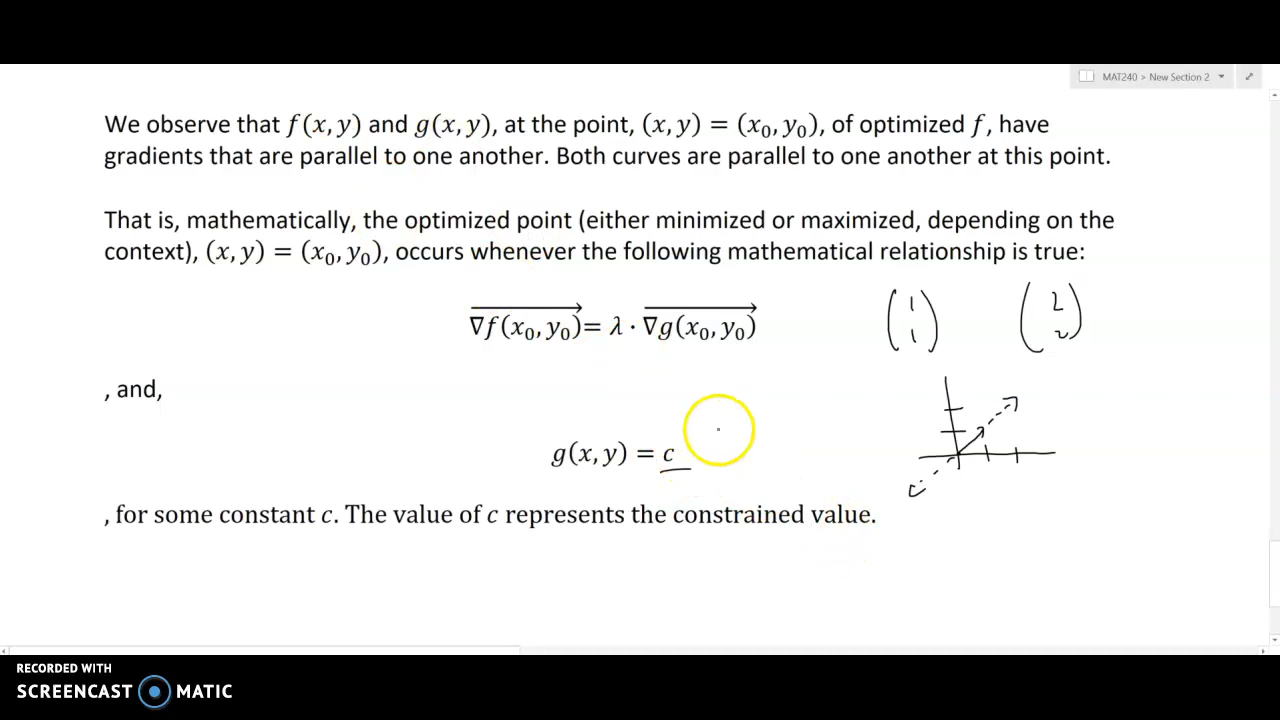 MAT240 > New Section 2
We observe that f(x, y) and g(x, y), at the point, (x, y) = (x₀, y₀), of optimized f, have
gradients that are parallel to one another. Both curves are parallel to one another at this point.
That is, mathematically, the optimized point (either minimized or maximized, depending on the
context), (x, y) = (x₀, y₀), occurs whenever the following mathematical relationship is true:
∇f(x₀, y₀)= λ · ∇g(x₀, y₀)
(1 1) (2 2)
, and,
g(x, y) = c
, for some constant c. The value of c represents the constrained value.
RECORDED WITH
SCREENCAST MATIC